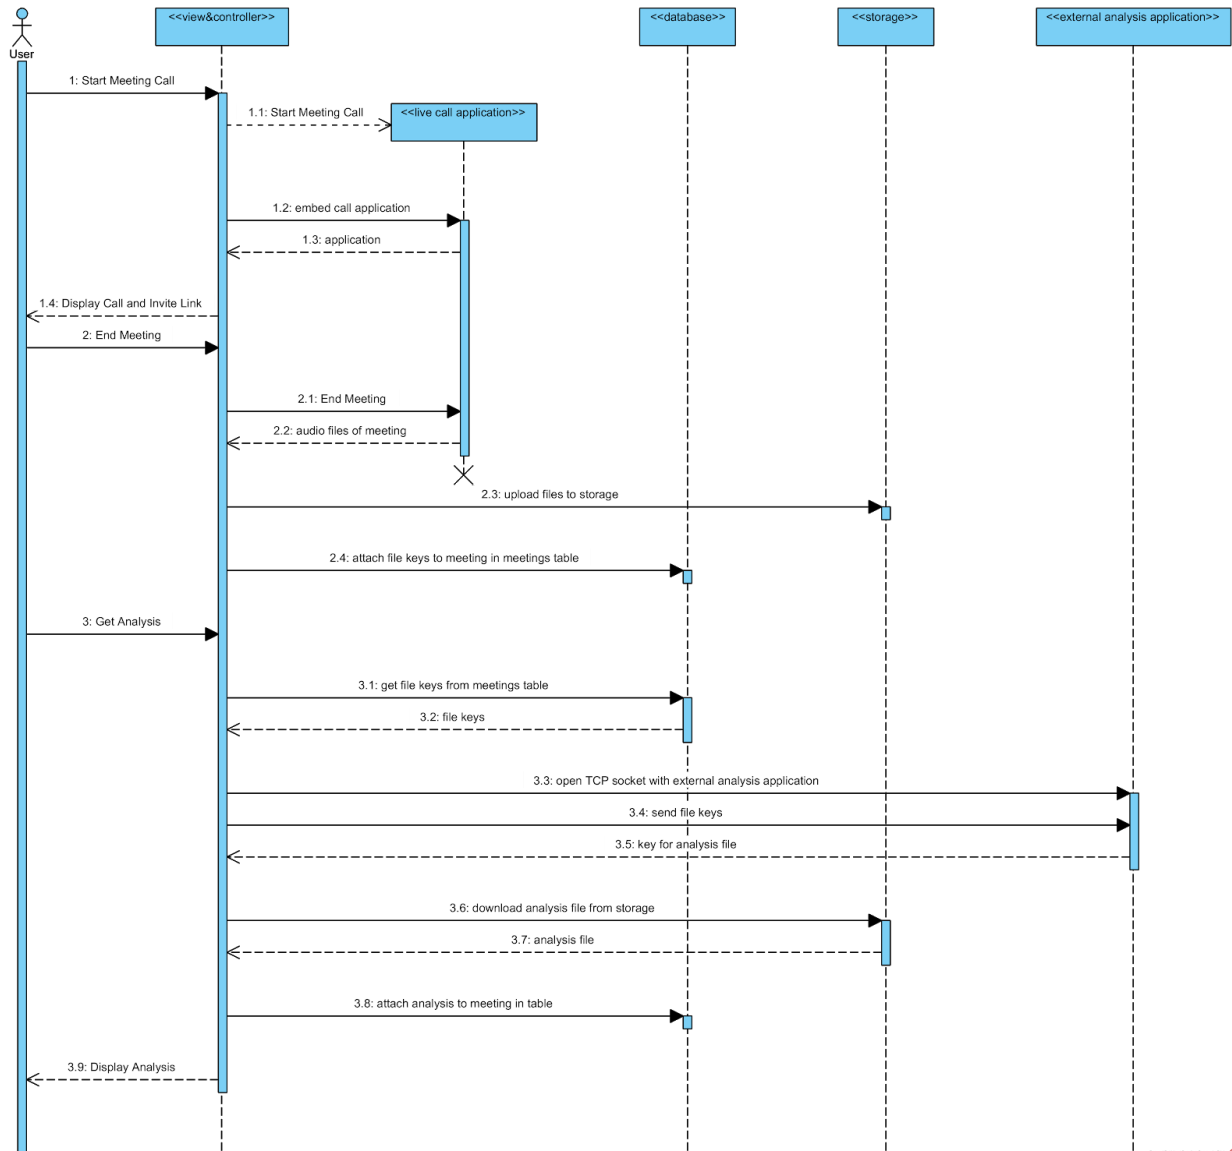 <<view&controller>>
<<database>>
<<storage>>
<<external analysis application>>
User
1: Start Meeting Call
1.1: Start Meeting Call
<<live call application>>
1.2: embed call application
1.3: application
1.4: Display Call and Invite Link
2: End Meeting
2.1: End Meeting
2.2: audio files of meeting
2.3: upload files to storage
2.4: attach file keys to meeting in meetings table
3: Get Analysis
3.1: get file keys from meetings table
3.2: file keys
3.3: open TCP socket with external analysis application
3.4: send file keys
3.5: key for analysis file
3.6: download analysis file from storage
3.7: analysis file
3.8: attach analysis to meeting in table
3.9: Display Analysis